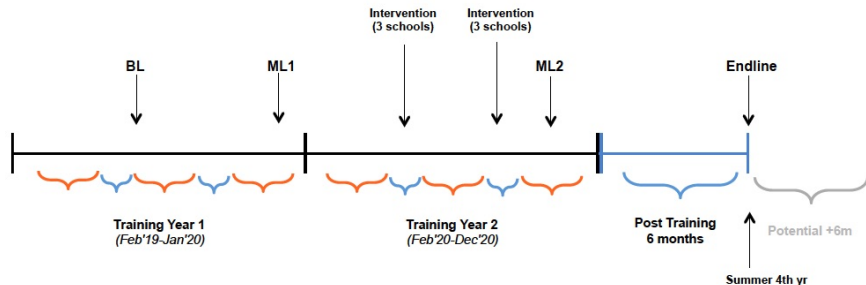 Intervention
(3 schools)
Intervention
(3 schools)
BL
ML1
ML2
Endline
Training Year 1
(Feb'19-Jan'20)
Training Year 2
(Feb'20-Dec'20)
Post Training
6 months
Potential +6m
Summer 4th yr